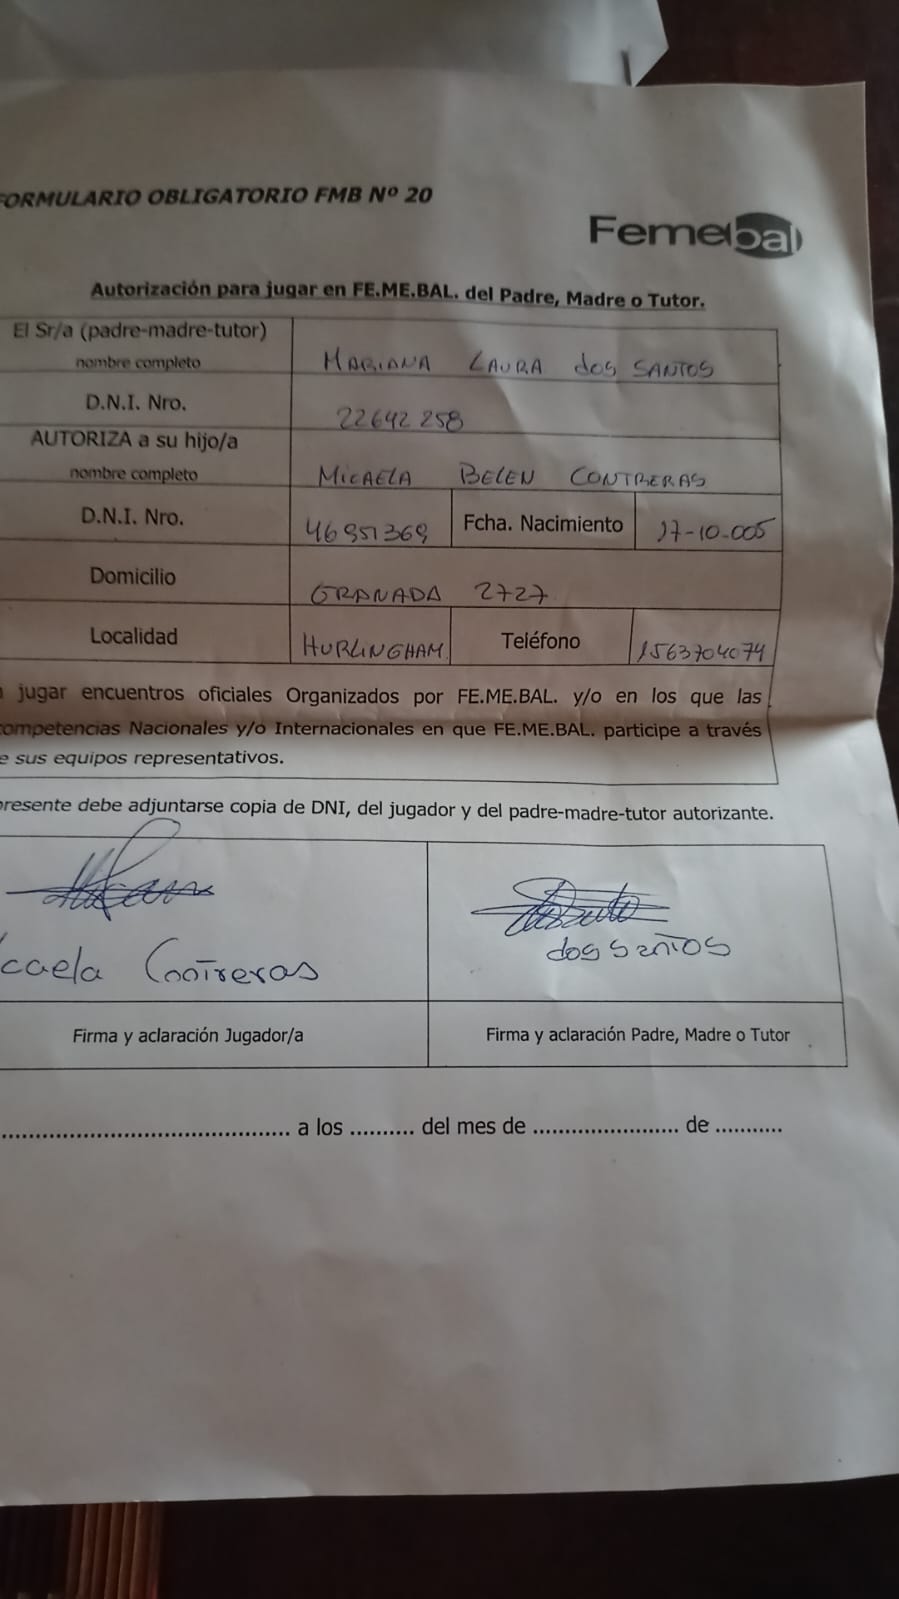 FORMULARIO OBLIGATORIO FMB Nº 20
Femebal
Autorización para jugar en FE.ME.BAL. del Padre, Madre o Tutor.
El Sr/a (padre-madre-tutor)
nombre completo
MARIANA LAURA dos SANTOS
D.N.I. Nro.
22642258
AUTORIZA a su hijo/a
nombre completo
MICAELA BELEN CONTRERAS
D.N.I. Nro.
46951369
Fcha. Nacimiento
17-10-005
Domicilio
GRANADA 2727
Localidad
HURLINGHAM
Teléfono
1563704074
a jugar encuentros oficiales Organizados por FE.ME.BAL. y/o en los que las
competencias Nacionales y/o Internacionales en que FE.ME.BAL. participe a través
e sus equipos representativos.
presente debe adjuntarse copia de DNI, del jugador y del padre-madre-tutor autorizante.
caela Contreras
dos santos
Firma y aclaración Jugador/a
Firma y aclaración Padre, Madre o Tutor
.......................................... a los .......... del mes de ....................... de ...........